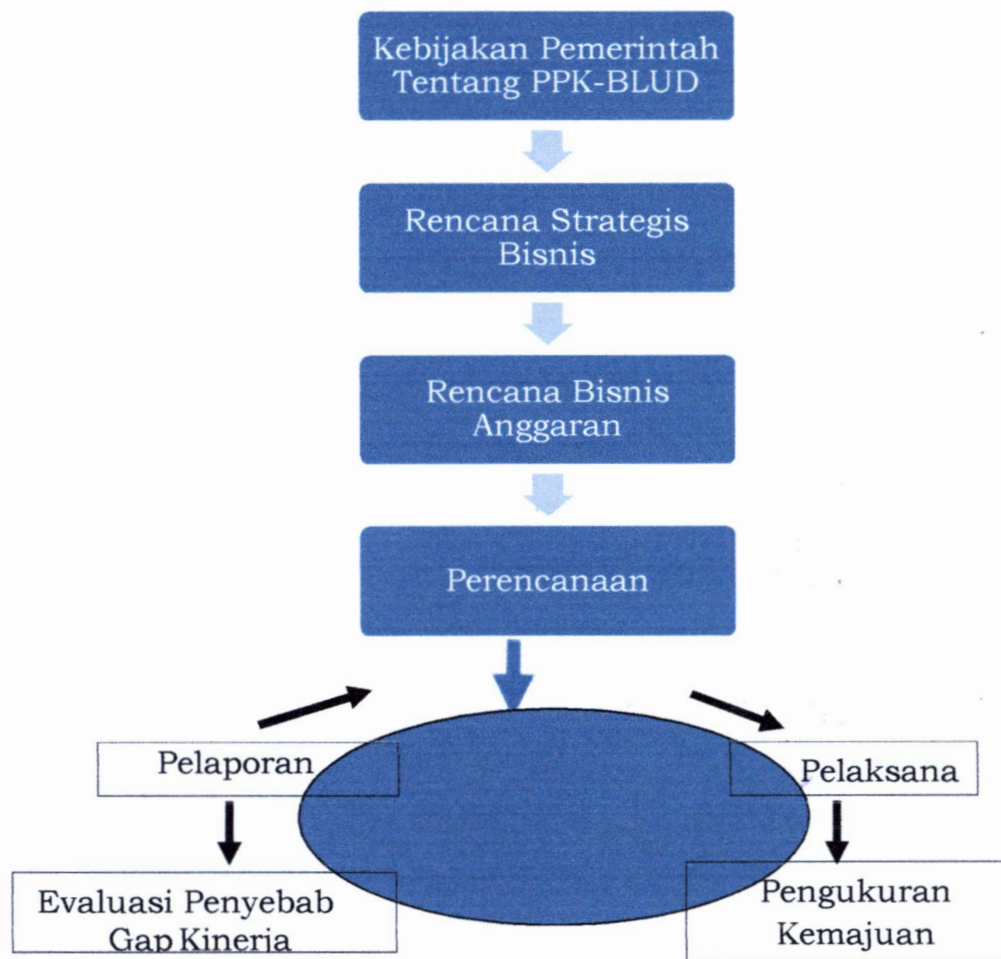 Kebijakan Pemerintah
Tentang PPK-BLUD
Rencana Strategis
Bisnis
Rencana Bisnis
Anggaran
Perencanaan
Pelaporan
Pelaksana
Evaluasi Penyebab
Gap Kinerja
Pengukuran
Kemajuan